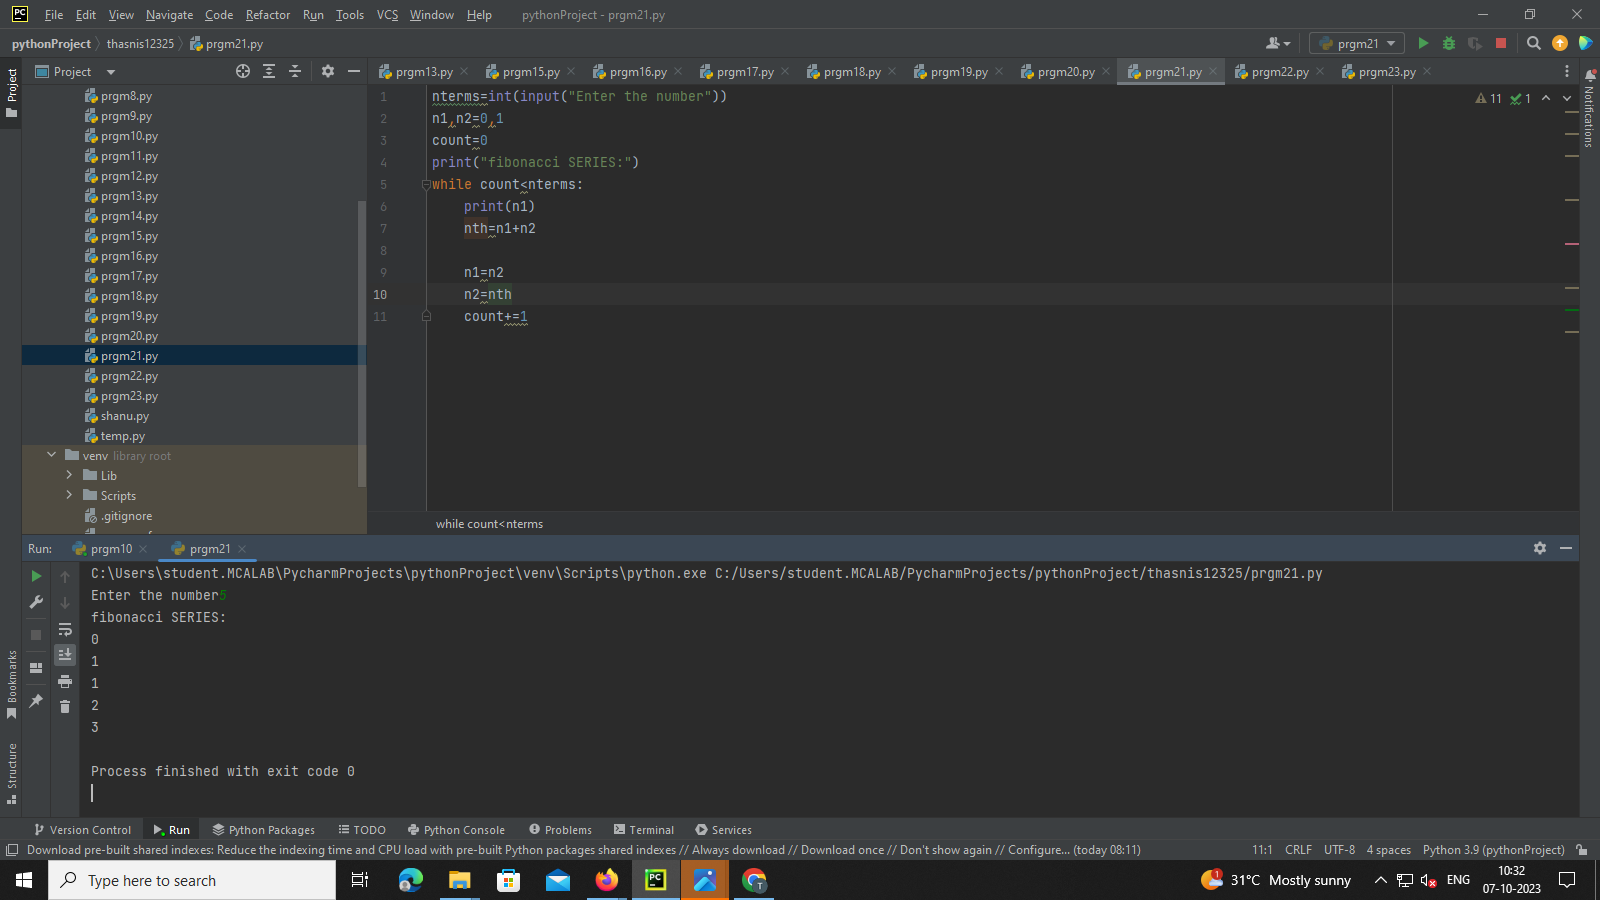 PC File Edit View Navigate Code Refactor Run Tools VCS Window Help pythonProject - prgm21.py
pythonProject thasnis12325 prgm21.py prgm21
Project
prgm13.py prgm15.py prgm16.py prgm17.py prgm18.py prgm19.py prgm20.py prgm21.py prgm22.py prgm23.py
Project
prgm8.py
prgm9.py
prgm10.py
prgm11.py
prgm12.py
prgm13.py
prgm14.py
prgm15.py
prgm16.py
prgm17.py
prgm18.py
prgm19.py
prgm20.py
prgm21.py
prgm22.py
prgm23.py
shanu.py
temp.py
venv library root
Lib
Scripts
.gitignore
1 nterms=int(input("Enter the number"))
2 n1,n2=0,1
3 count=0
4 print("fibonacci SERIES:")
5 while count<nterms:
6 print(n1)
7 nth=n1+n2
8
9 n1=n2
10 n2=nth
11 count+=1
11 1
Notifications
while count<nterms
Run: prgm10 prgm21
C:\Users\student.MCALAB\PycharmProjects\pythonProject\venv\Scripts\python.exe C:/Users/student.MCALAB/PycharmProjects/pythonProject/thasnis12325/prgm21.py
Enter the number5
fibonacci SERIES:
0
1
1
2
3
Process finished with exit code 0
Bookmarks
Structure
Version Control Run Python Packages TODO Python Console Problems Terminal Services
Download pre-built shared indexes: Reduce the indexing time and CPU load with pre-built Python packages shared indexes // Always download // Download once // Don't show again // Configure... (today 08:11) 11:1 CRLF UTF-8 4 spaces Python 3.9 (pythonProject)
Type here to search PC T 1 31°C Mostly sunny ENG 10:32
07-10-2023